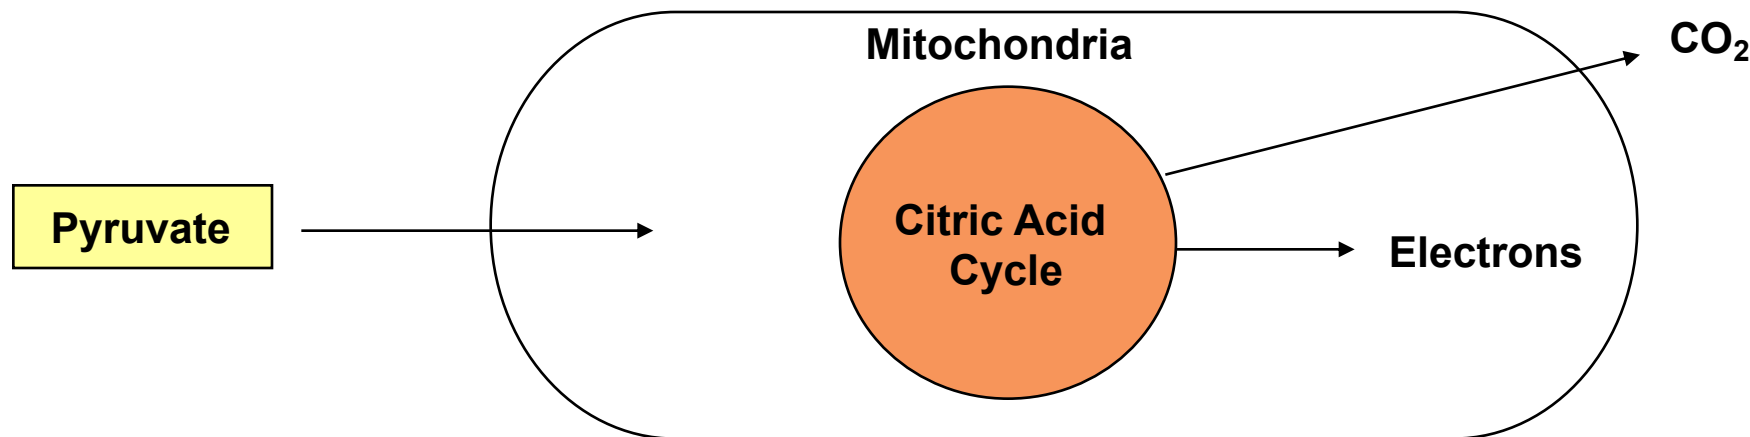 Mitochondria
CO₂
Pyruvate
Citric Acid
Cycle
Electrons